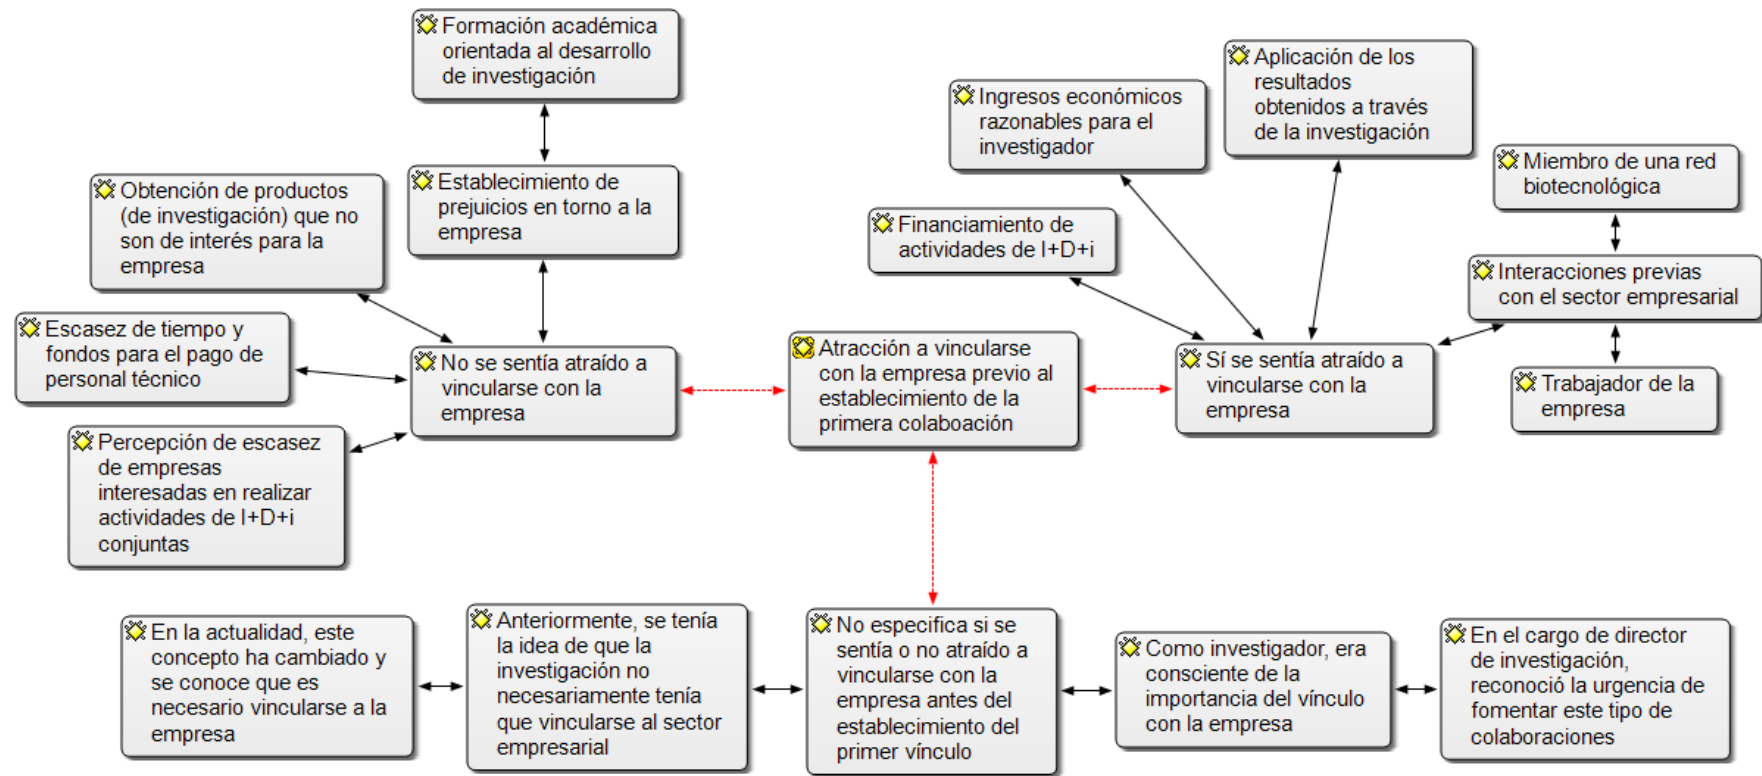 Formación académica
orientada al desarrollo
de investigación
Aplicación de los
resultados
obtenidos a través
de la investigación
Ingresos económicos
razonables para el
investigador
Miembro de una red
biotecnológica
Obtención de productos
(de investigación) que no
son de interés para la
empresa
Establecimiento de
prejuicios en torno a la
empresa
Financiamiento de
actividades de I+D+i
Interacciones previas
con el sector empresarial
Escasez de tiempo y
fondos para el pago de
personal técnico
No se sentía atraído a
vincularse con la
empresa
Atracción a vincularse
con la empresa previo al
establecimiento de la
primera colaboación
Sí se sentía atraído a
vincularse con la
empresa
Trabajador de la
empresa
Percepción de escasez
de empresas
interesadas en realizar
actividades de I+D+i
conjuntas
En la actualidad, este
concepto ha cambiado y
se conoce que es
necesario vincularse a la
empresa
Anteriormente, se tenía
la idea de que la
investigación no
necesariamente tenía
que vincularse al sector
empresarial
No especifica si se
sentía o no atraído a
vincularse con la
empresa antes del
establecimiento del
primer vínculo
Como investigador, era
consciente de la
importancia del vínculo
con la empresa
En el cargo de director
de investigación,
reconoció la urgencia de
fomentar este tipo de
colaboraciones